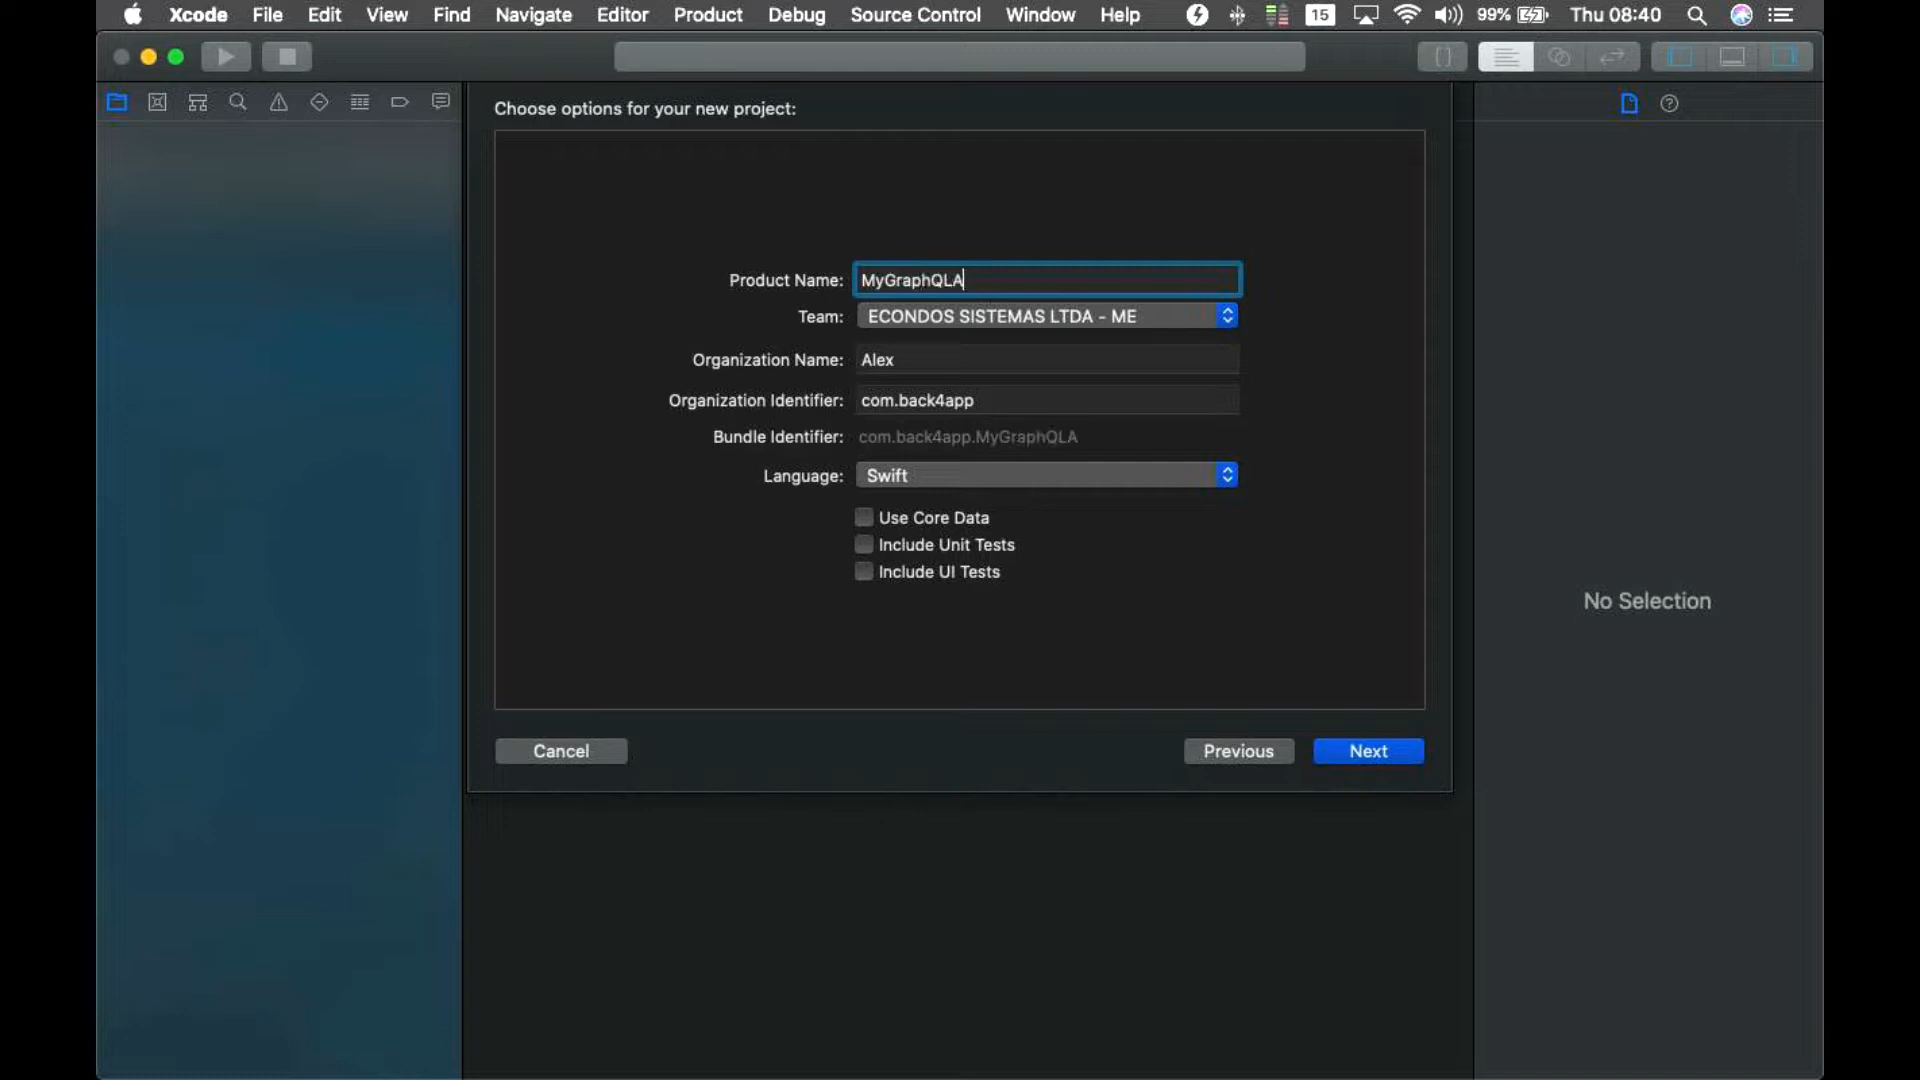 Xcode File Edit View Find Navigate Editor Product Debug Source Control Window Help 15 99% Thu 08:40
Choose options for your new project:
Product Name: MyGraphQLA
Team: ECONDOS SISTEMAS LTDA - ME
Organization Name: Alex
Organization Identifier: com.back4app
Bundle Identifier: com.back4app.MyGraphQLA
Language: Swift
Use Core Data
Include Unit Tests
Include UI Tests
No Selection
Cancel Previous Next